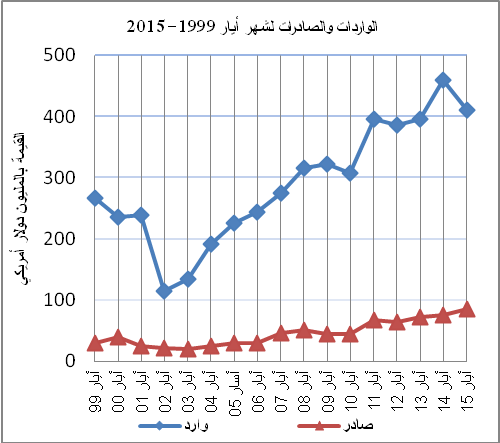 الواردات والصادرات لشهر أيار 1999-2015
القيمة بالمليون دولار أمريكي
500
400
300
200
100
0
أيار 99
أيار 00
أيار 01
أيار 02
أيار 03
أيار 04
أسار 05
أيار 06
أيار 07
أيار 08
أيار 09
أيار 10
أيار 11
أيار 12
أيار 13
أيار 14
أيار 15
وارد
صادر